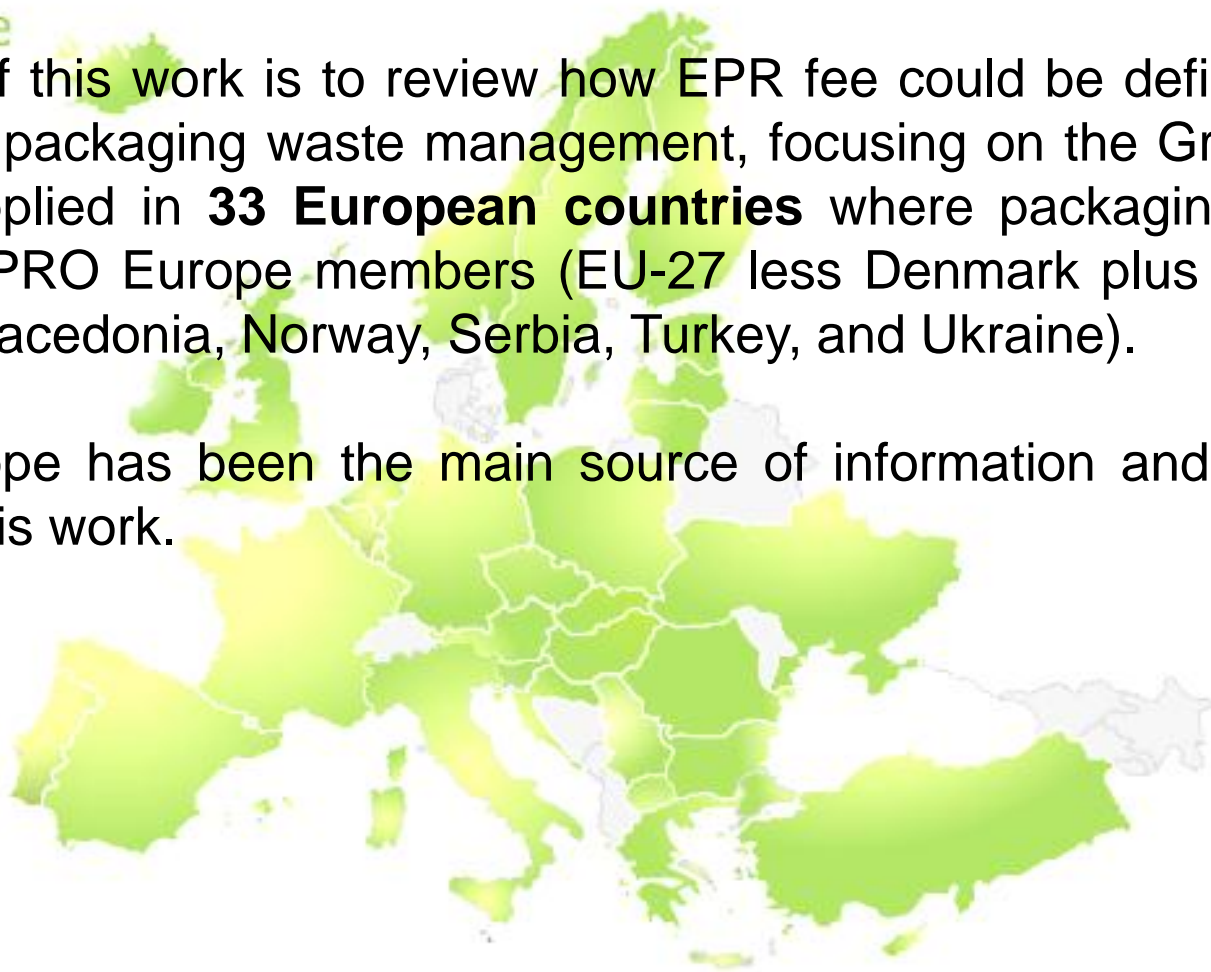 e
f this work is to review how EPR fee could be defi
packaging waste management, focusing on the Gr
plied in 33 European countries where packagin
PRO Europe members (EU-27 less Denmark plus
acedonia, Norway, Serbia, Turkey, and Ukraine).
pe has been the main source of information and
is work.